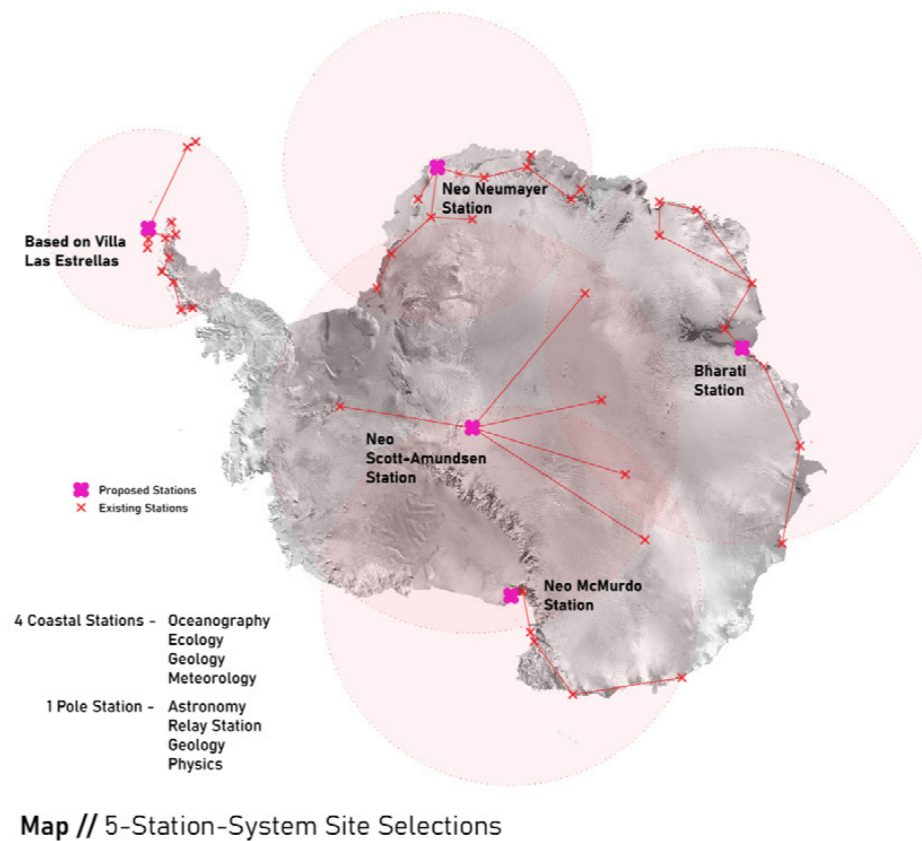 Neo Neumayer
Station
Based on Villa
Las Estrellas
Bharati
Station
Neo
Scott-Amundsen
Station
Proposed Stations
Existing Stations
Neo McMurdo
Station
4 Coastal Stations - Oceanography
Ecology
Geology
Meteorology
1 Pole Station - Astronomy
Relay Station
Geology
Physics
Map // 5-Station-System Site Selections